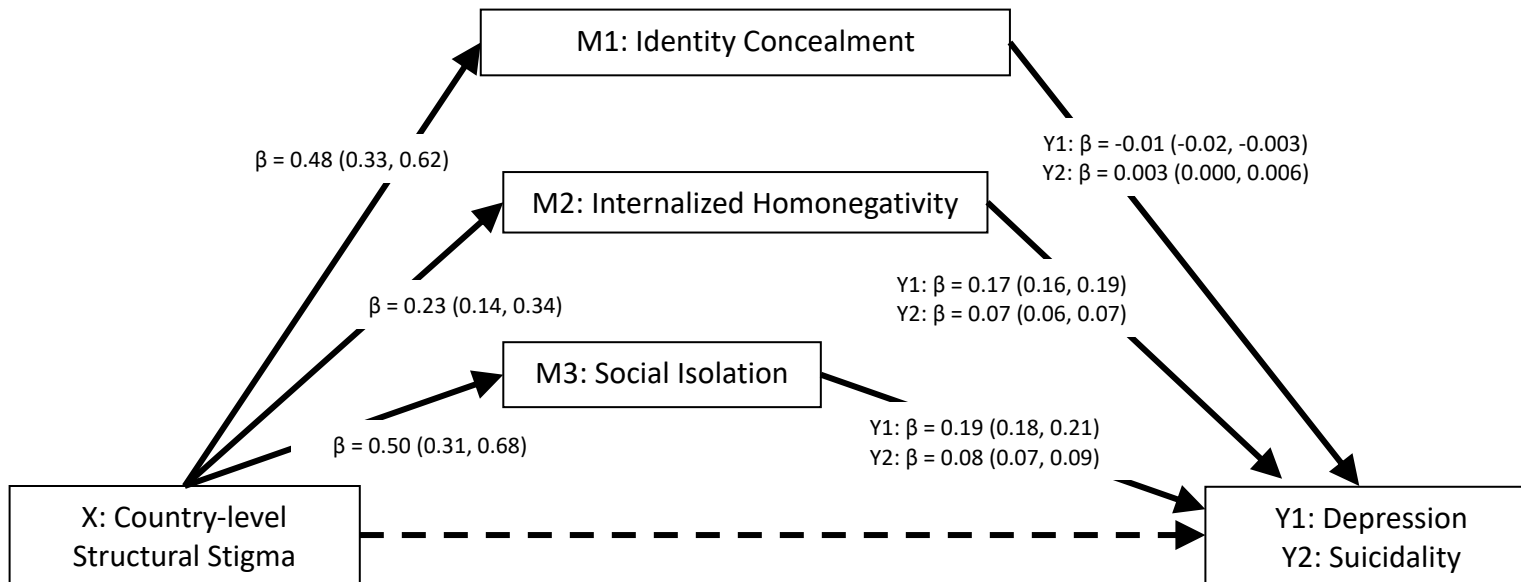 M1: Identity Concealment
β = 0.48 (0.33, 0.62)
Y1: β = -0.01 (-0.02, -0.003)
Y2: β = 0.003 (0.000, 0.006)
M2: Internalized Homonegativity
β = 0.23 (0.14, 0.34)
Y1: β = 0.17 (0.16, 0.19)
Y2: β = 0.07 (0.06, 0.07)
M3: Social Isolation
β = 0.50 (0.31, 0.68)
Y1: β = 0.19 (0.18, 0.21)
Y2: β = 0.08 (0.07, 0.09)
X: Country-level
Structural Stigma
Y1: Depression
Y2: Suicidality